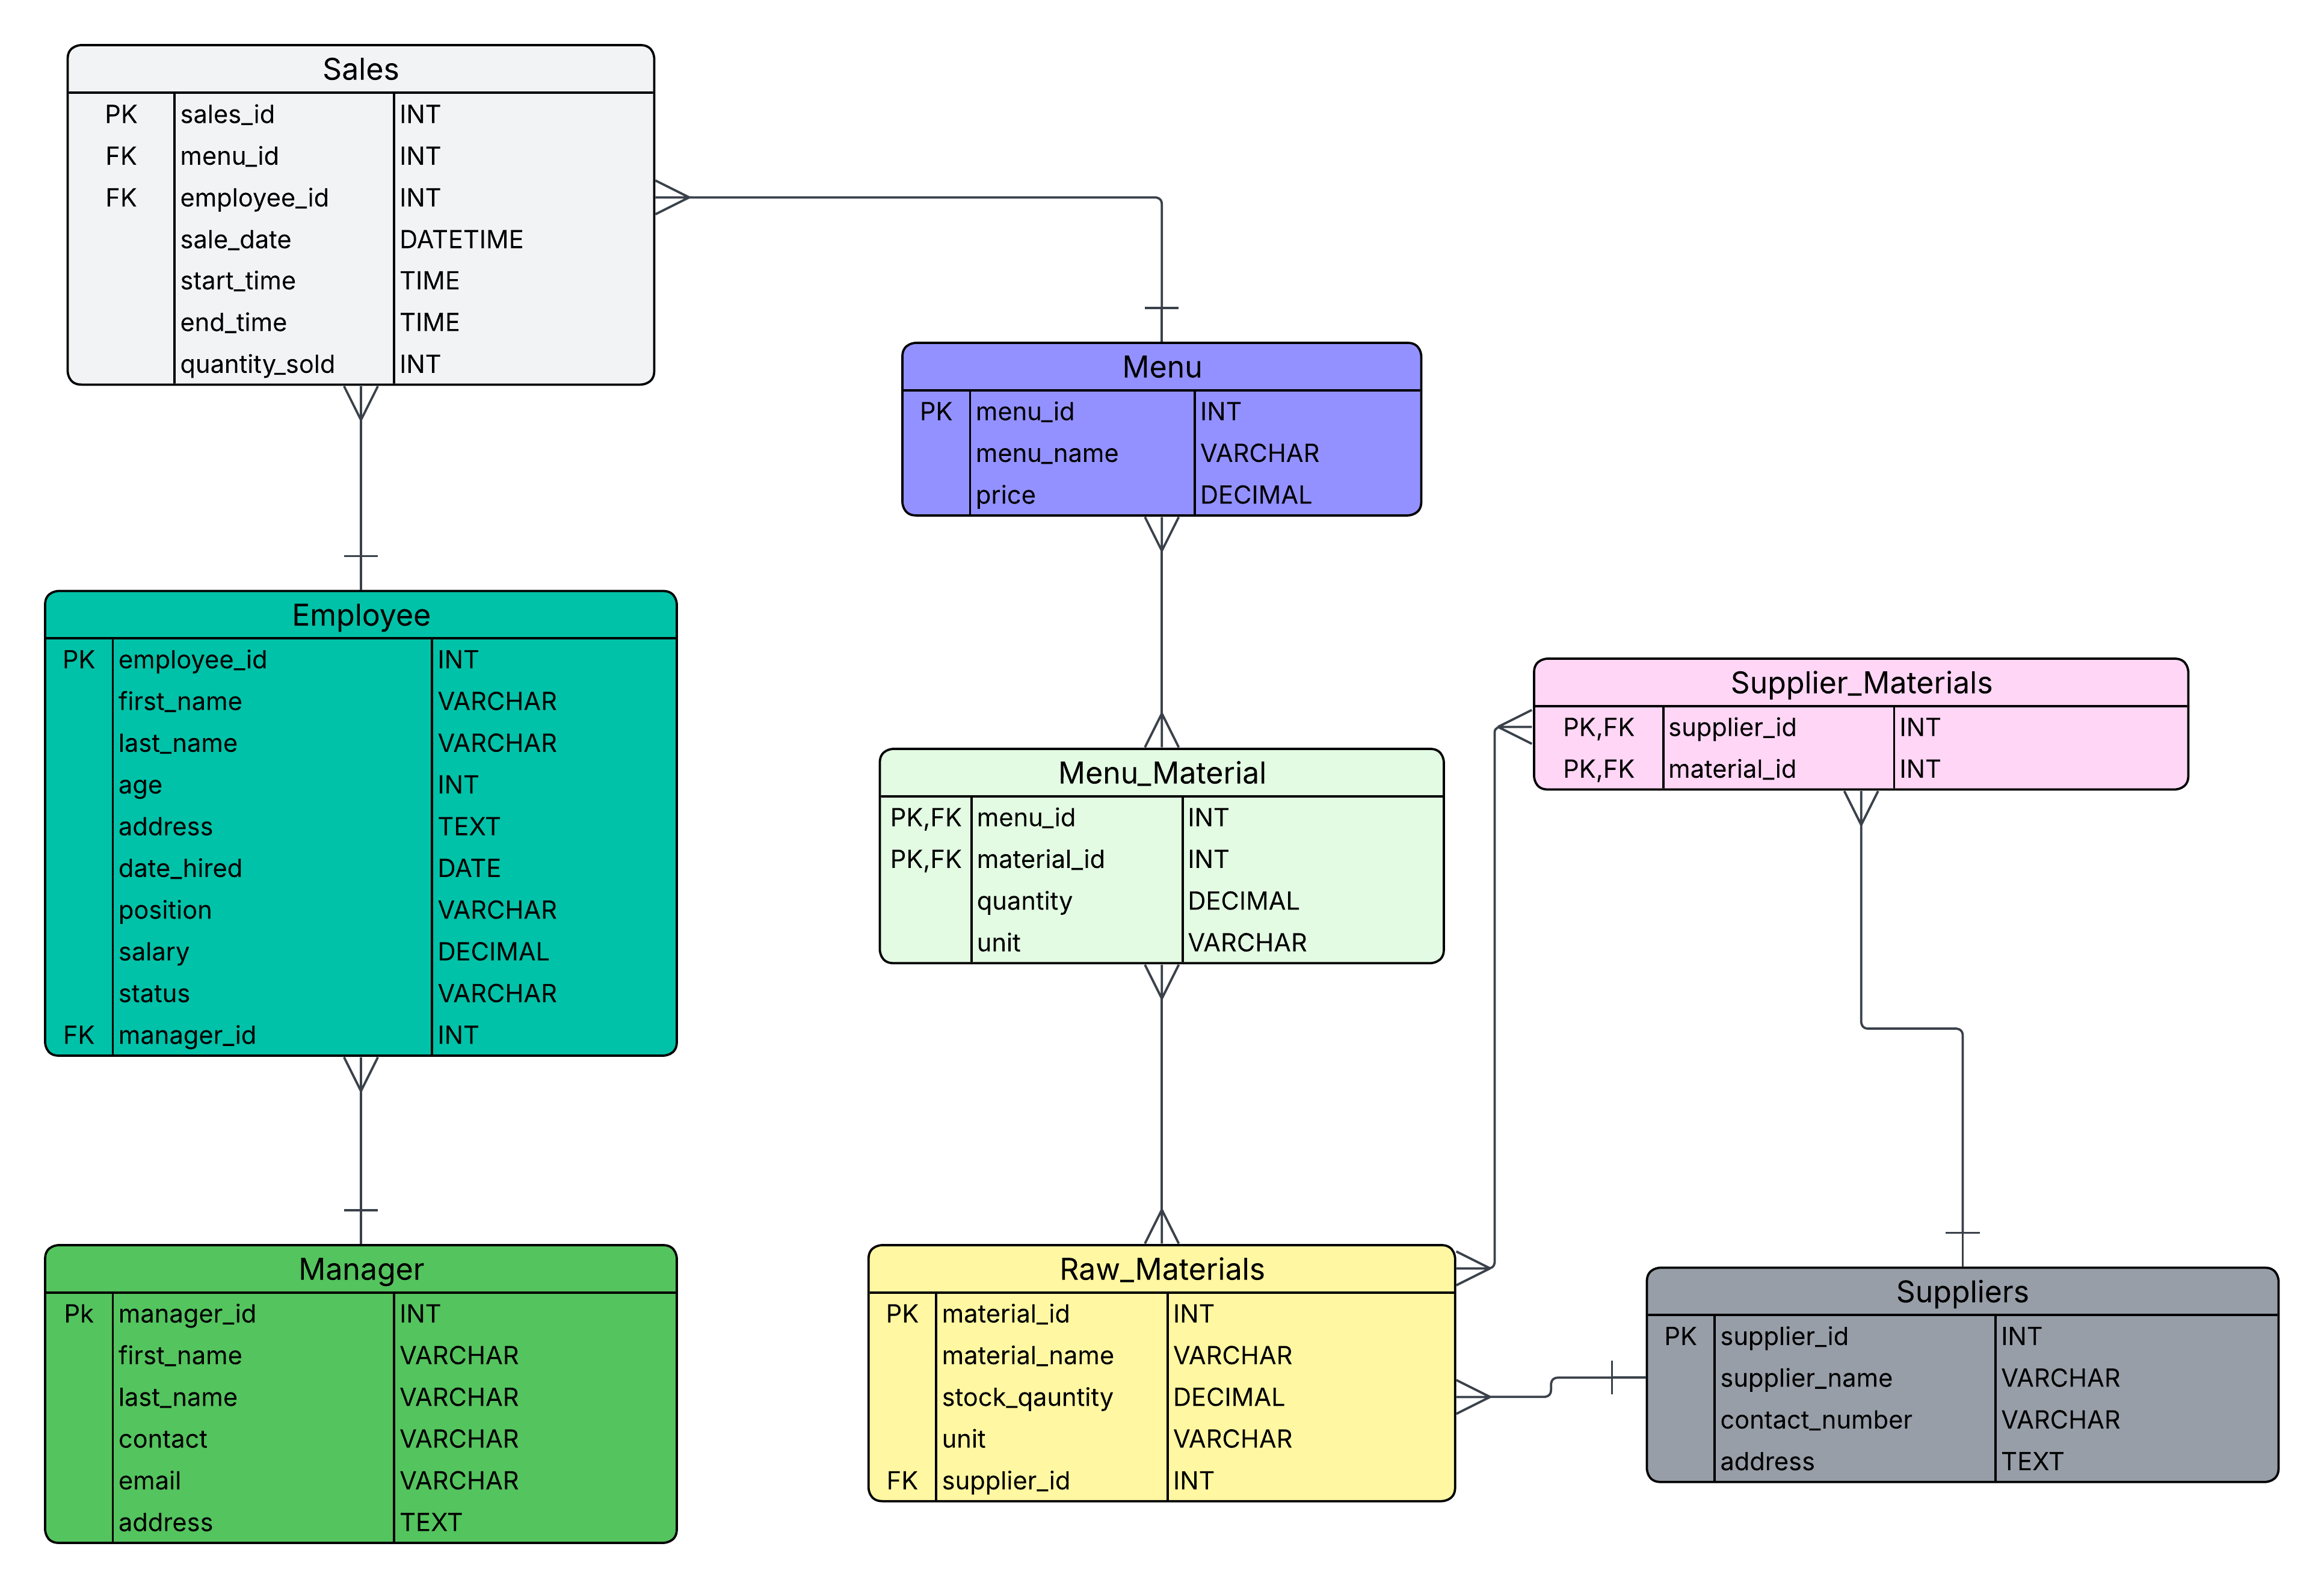 Sales
PK sales_id INT
FK menu_id INT
FK employee_id INT
sale_date DATETIME
start_time TIME
end_time TIME
quantity_sold INT
Menu
PK menu_id INT
menu_name VARCHAR
price DECIMAL
Employee
PK employee_id INT
first_name VARCHAR
last_name VARCHAR
age INT
address TEXT
date_hired DATE
position VARCHAR
salary DECIMAL
status VARCHAR
FK manager_id INT
Supplier_Materials
PK,FK supplier_id INT
PK,FK material_id INT
Menu_Material
PK,FK menu_id INT
PK,FK material_id INT
quantity DECIMAL
unit VARCHAR
Manager
Pk manager_id INT
first_name VARCHAR
last_name VARCHAR
contact VARCHAR
email VARCHAR
address TEXT
Raw_Materials
PK material_id INT
material_name VARCHAR
stock_qauntity DECIMAL
unit VARCHAR
FK supplier_id INT
Suppliers
PK supplier_id INT
supplier_name VARCHAR
contact_number VARCHAR
address TEXT